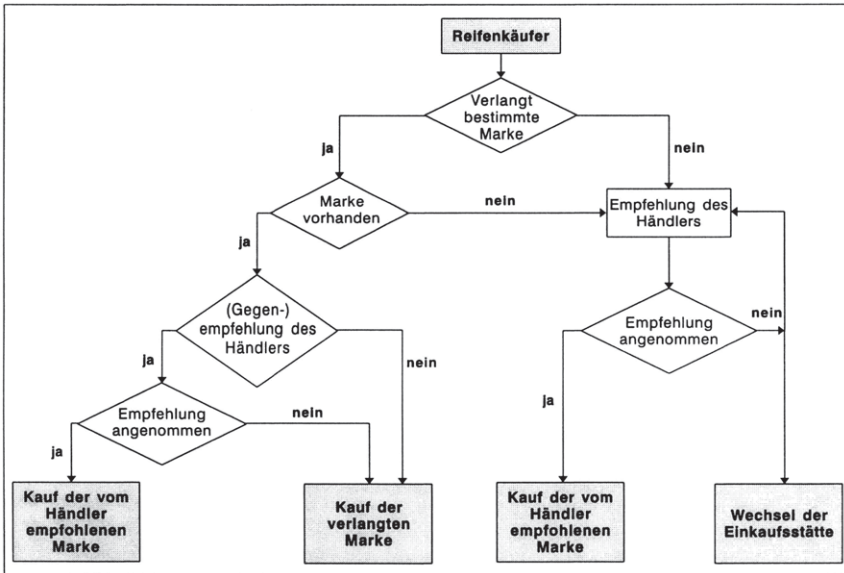 Reifenkäufer
Verlangt
bestimmte
Marke
ja
nein
Marke
vorhanden
nein
Empfehlung des
Händlers
ja
(Gegen-)
empfehlung des
Händlers
Empfehlung
angenommen
nein
ja
nein
Empfehlung
angenommen
nein
ja
ja
Kauf der vom
Händler
empfohlenen
Marke
Kauf der
verlangten
Marke
Kauf der vom
Händler
empfohlenen
Marke
Wechsel der
Einkaufsstätte